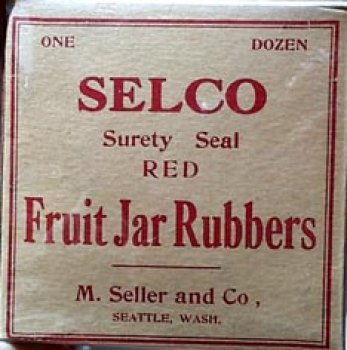 ONE DOZEN
SELCO
Surety Seal
RED
Fruit Jar Rubbers
M. Seller and Co,
SEATTLE, WASH.